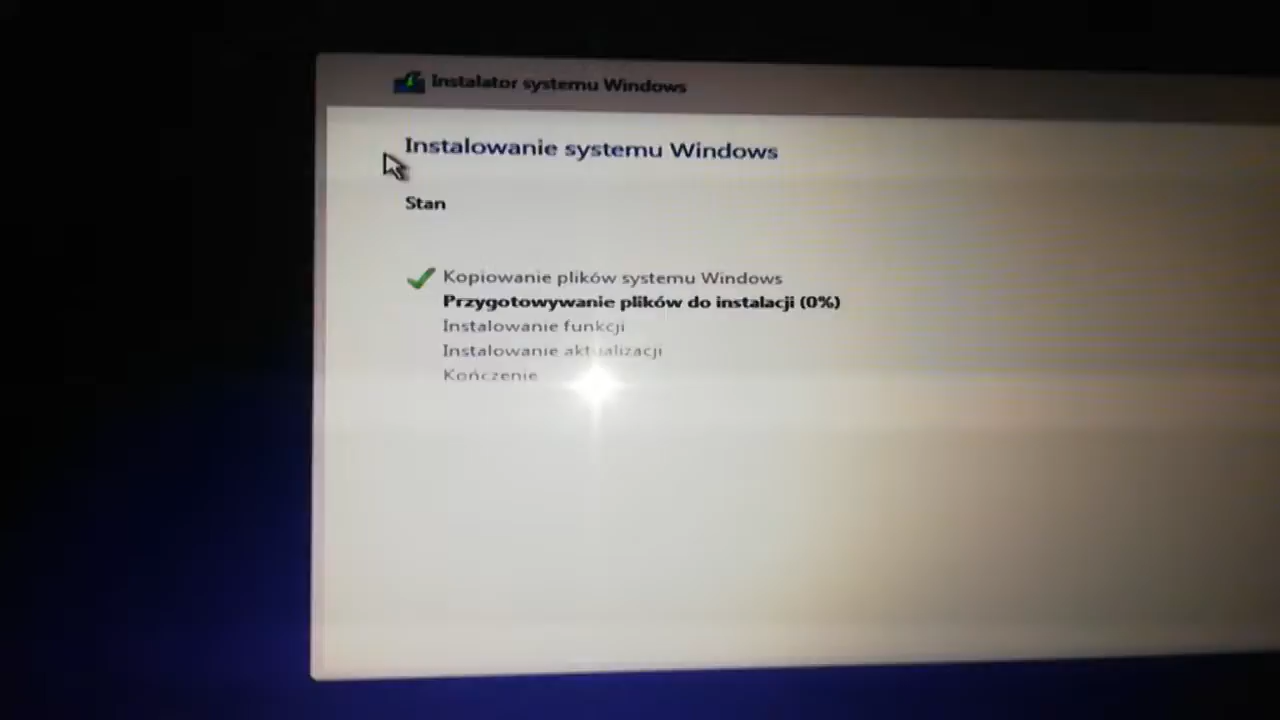 Instalator systemu Windows
Instalowanie systemu Windows
Stan
Kopiowanie plików systemu Windows
Przygotowywanie plików do instalacji (0%)
Instalowanie funkcji
Instalowanie aktualizacji
Kończenie